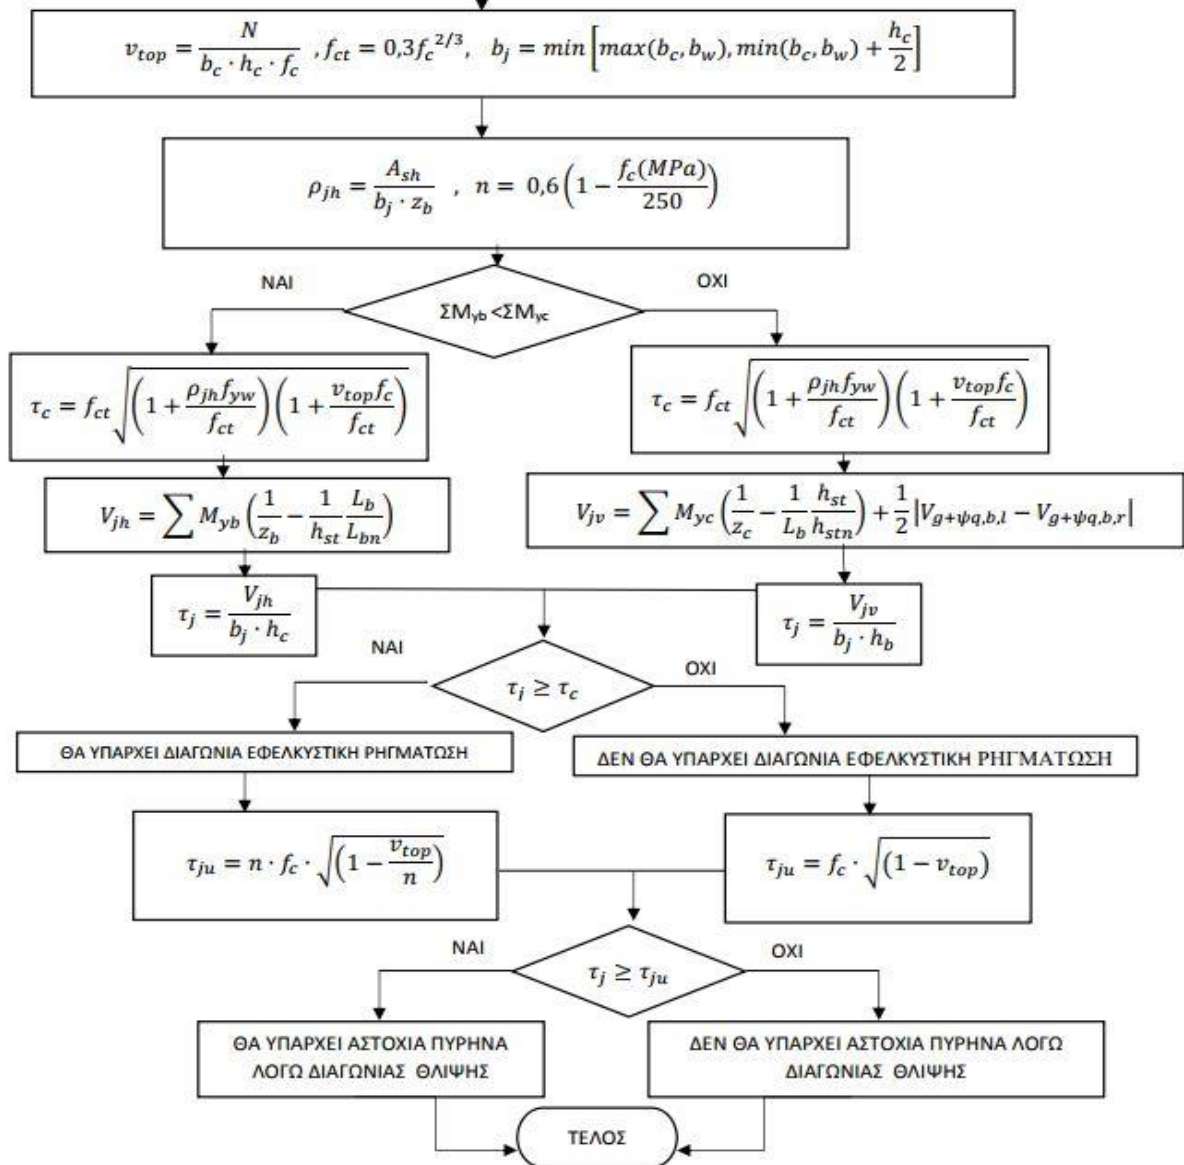 v_top = N / (b_c · h_c · f_c) , f_ct = 0,3f_c^{2/3}, b_j = min[max(b_c, b_w), min(b_c, b_w) + h_c/2]
ρ_jh = A_sh / (b_j · z_b) , n = 0,6(1 − f_c(MPa)/250)
ΝΑΙ
ΟΧΙ
ΣM_yb <ΣM_yc
τ_c = f_ct √((1 + ρ_jh f_yw / f_ct)(1 + v_top f_c / f_ct))
τ_c = f_ct √((1 + ρ_jh f_yw / f_ct)(1 + v_top f_c / f_ct))
V_jh = ∑ M_yb (1/z_b − 1/h_st L_b/L_bn)
V_jv = ∑ M_yc (1/z_c − 1/L_b h_st/h_stn) + 1/2 |V_{g+ψq,b,l} − V_{g+ψq,b,r}|
τ_j = V_jh / (b_j · h_c)
τ_j = V_jv / (b_j · h_b)
ΝΑΙ
ΟΧΙ
τ_j ≥ τ_c
ΘΑ ΥΠΑΡΧΕΙ ΔΙΑΓΩΝΙΑ ΕΦΕΛΚΥΣΤΙΚΗ ΡΗΓΜΑΤΩΣΗ
ΔΕΝ ΘΑ ΥΠΑΡΧΕΙ ΔΙΑΓΩΝΙΑ ΕΦΕΛΚΥΣΤΙΚΗ ΡΗΓΜΑΤΩΣΗ
τ_ju = n · f_c · √((1 − v_top/n))
τ_ju = f_c · √((1 − v_top))
ΝΑΙ
ΟΧΙ
τ_j ≥ τ_ju
ΘΑ ΥΠΑΡΧΕΙ ΑΣΤΟΧΙΑ ΠΥΡΗΝΑ
ΛΟΓΩ ΔΙΑΓΩΝΙΑΣ ΘΛΙΨΗΣ
ΔΕΝ ΘΑ ΥΠΑΡΧΕΙ ΑΣΤΟΧΙΑ ΠΥΡΗΝΑ ΛΟΓΩ
ΔΙΑΓΩΝΙΑΣ ΘΛΙΨΗΣ
ΤΕΛΟΣ